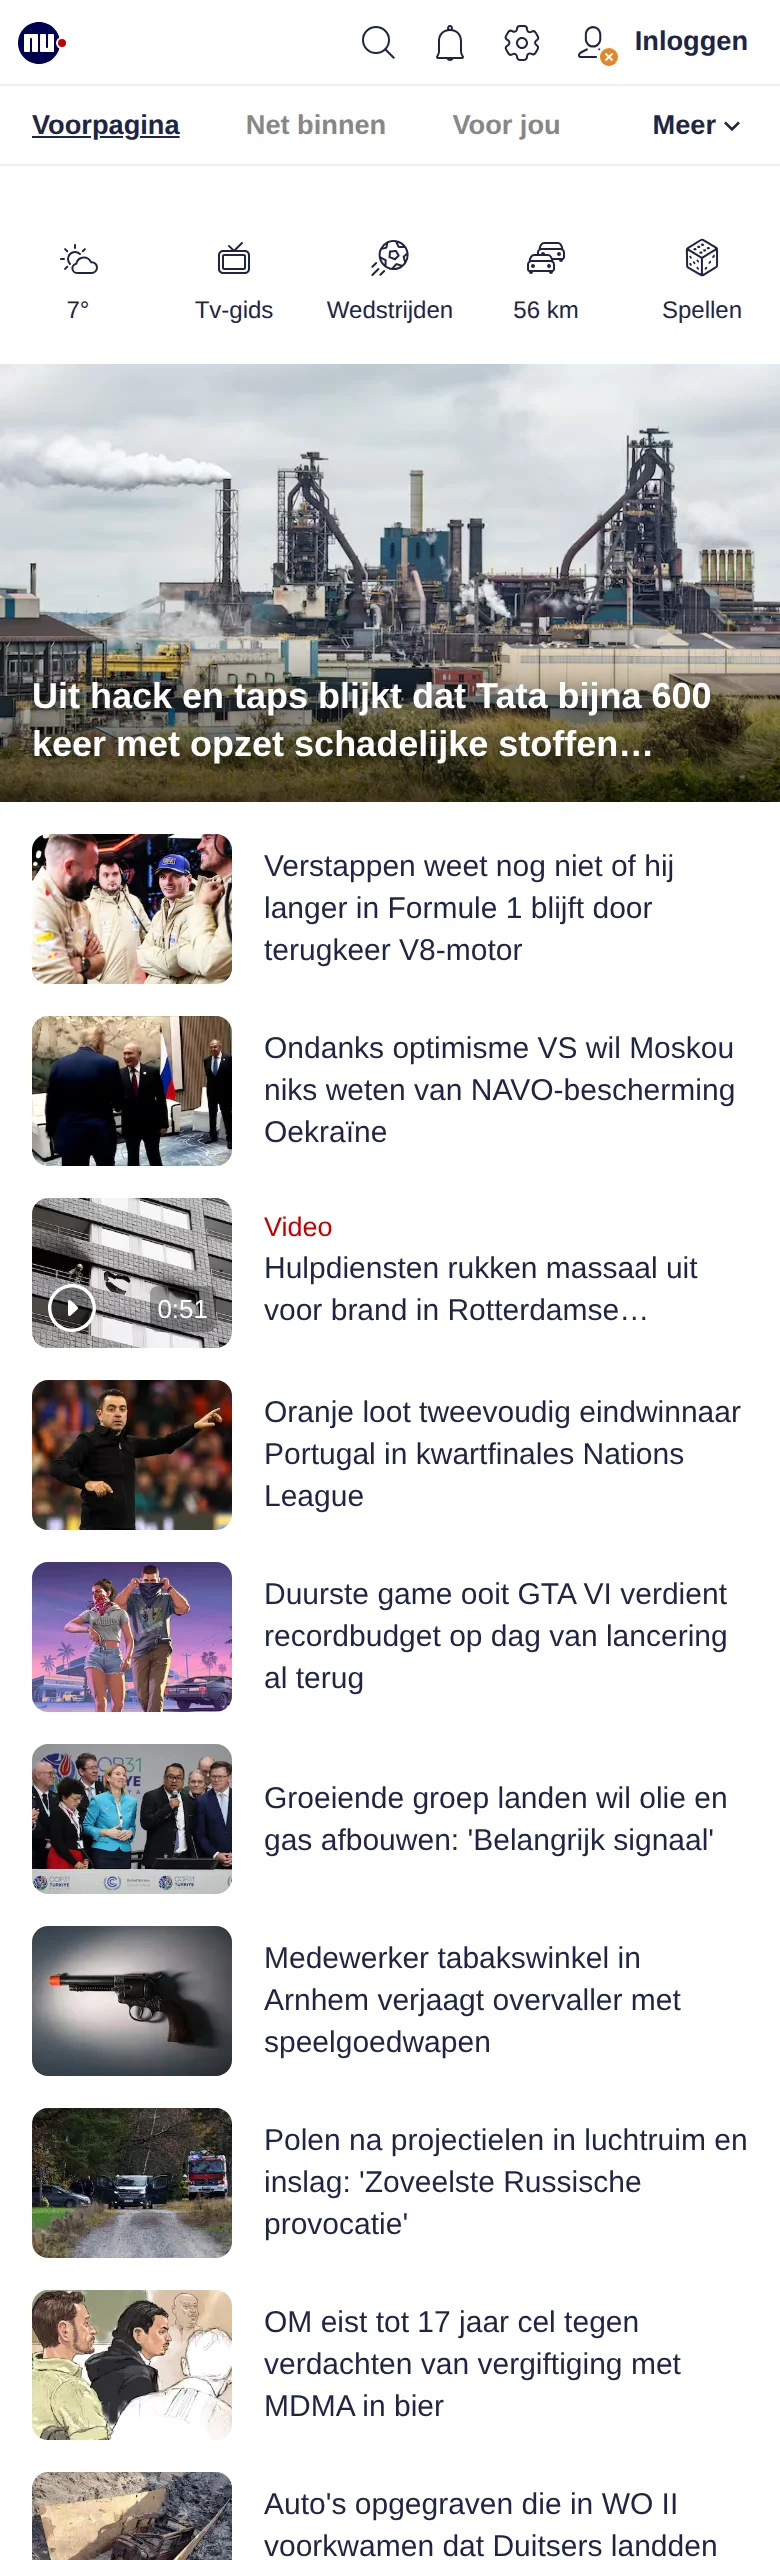 nu
Inloggen
Voorpagina
Net binnen
Voor jou
Meer
7°
Tv-gids
Wedstrijden
56 km
Spellen
Uit hack en taps blijkt dat Tata bijna 600
keer met opzet schadelijke stoffen…
Verstappen weet nog niet of hij
langer in Formule 1 blijft door
terugkeer V8-motor
Ondanks optimisme VS wil Moskou
niks weten van NAVO-bescherming
Oekraïne
Video
Hulpdiensten rukken massaal uit
voor brand in Rotterdamse…
0:51
Oranje loot tweevoudig eindwinnaar
Portugal in kwartfinales Nations
League
Duurste game ooit GTA VI verdient
recordbudget op dag van lancering
al terug
COP31
TÜRKIYE
Groeiende groep landen wil olie en
gas afbouwen: 'Belangrijk signaal'
Medewerker tabakswinkel in
Arnhem verjaagt overvaller met
speelgoedwapen
Polen na projectielen in luchtruim en
inslag: 'Zoveelste Russische
provocatie'
OM eist tot 17 jaar cel tegen
verdachten van vergiftiging met
MDMA in bier
Auto's opgegraven die in WO II
voorkwamen dat Duitsers landden